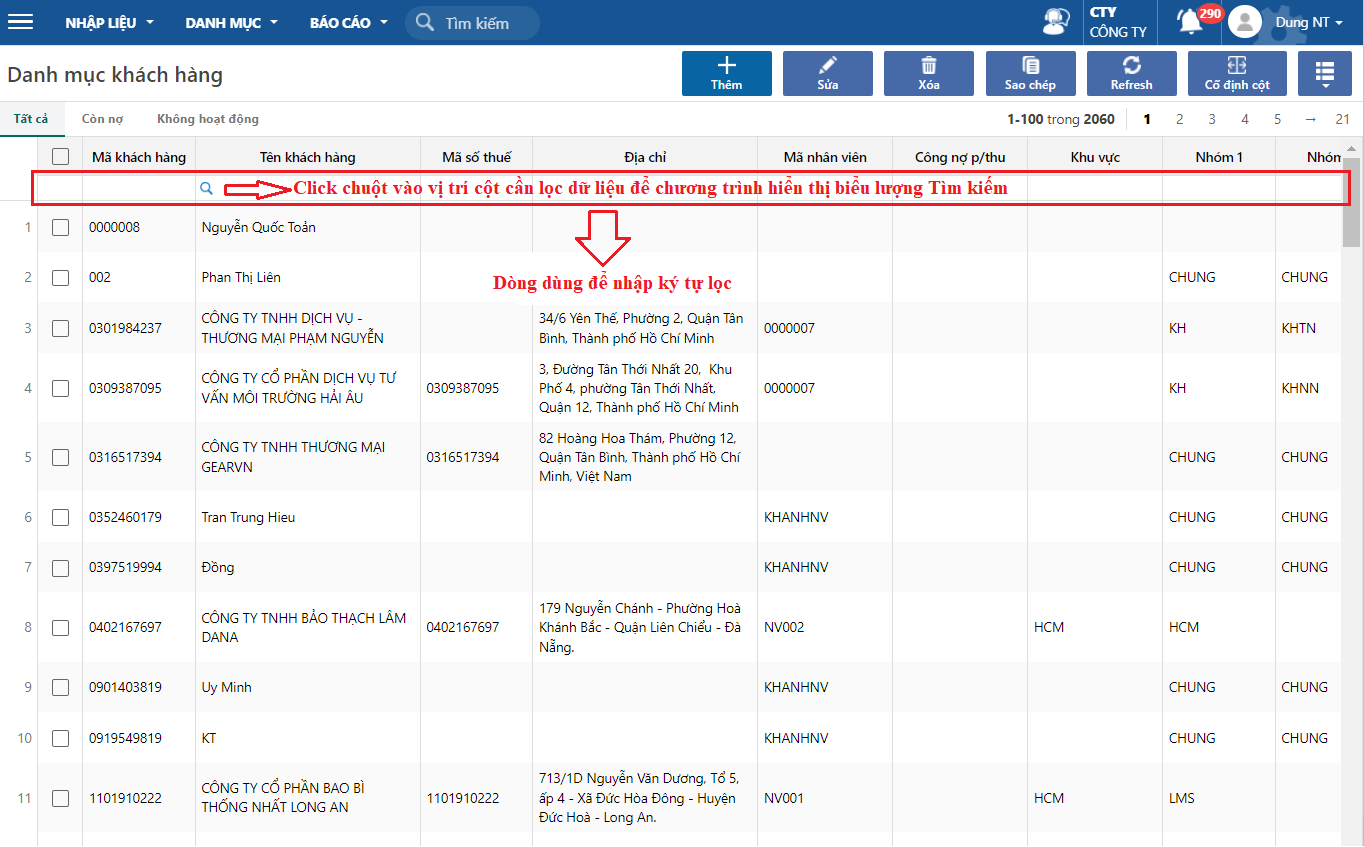 NHẬP LIỆU DANH MỤC BÁO CÁO Tìm kiếm CTY 290 Dung NT
CÔNG TY
Danh mục khách hàng Thêm Sửa Xóa Sao chép Refresh Cố định cột
Tất cả Còn nợ Không hoạt động 1-100 trong 2060 1 2 3 4 5 → 21
Mã khách hàng Tên khách hàng Mã số thuế Địa chỉ Mã nhân viên Công nợ p/thu Khu vực Nhóm 1 Nhóm
Click chuột vào vị trí cột cần lọc dữ liệu để chương trình hiển thị biểu lượng Tìm kiếm
1 0000008 Nguyễn Quốc Toản
2 002 Phan Thị Liên CHUNG CHUNG
Dòng dùng để nhập ký tự lọc
3 0301984237 CÔNG TY TNHH DỊCH VỤ -
THƯƠNG MẠI PHẠM NGUYỄN
34/6 Yên Thế, Phường 2, Quận Tân
Bình, Thành phố Hồ Chí Minh
0000007 KH KHTN
4 0309387095 CÔNG TY CỔ PHẦN DỊCH VỤ TƯ
VẤN MÔI TRƯỜNG HẢI ÂU
0309387095
3, Đường Tân Thới Nhất 20, Khu
Phố 4, phường Tân Thới Nhất,
Quận 12, Thành phố Hồ Chí Minh
0000007 KH KHNN
5 0316517394 CÔNG TY TNHH THƯƠNG MẠI
GEARVN
0316517394
82 Hoàng Hoa Thám, Phường 12,
Quận Tân Bình, Thành phố Hồ Chí
Minh, Việt Nam
CHUNG CHUNG
6 0352460179 Tran Trung Hieu KHANHNV CHUNG CHUNG
7 0397519994 Đồng KHANHNV CHUNG CHUNG
8 0402167697 CÔNG TY TNHH BẢO THẠCH LÂM
DANA
0402167697
179 Nguyễn Chánh - Phường Hoà
Khánh Bắc - Quận Liên Chiểu - Đà
Nẵng.
NV002 HCM HCM
9 0901403819 Uy Minh KHANHNV CHUNG CHUNG
10 0919549819 KT KHANHNV CHUNG CHUNG
11 1101910222 CÔNG TY CỔ PHẦN BAO BÌ
THỐNG NHẤT LONG AN
1101910222
713/1D Nguyễn Văn Dương, Tổ 5,
ấp 4 - Xã Đức Hòa Đông - Huyện
Đức Hoà - Long An.
NV001 HCM LMS